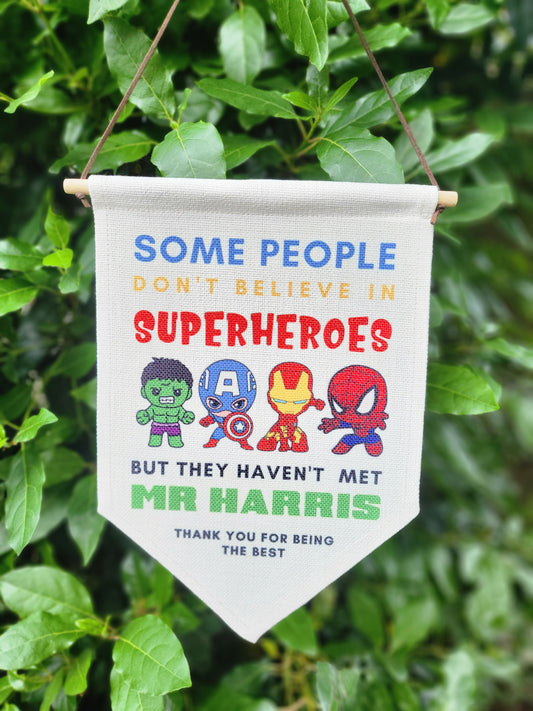 SOME PEOPLE
DON'T BELIEVE IN
SUPERHEROES
A
BUT THEY HAVEN'T MET
MR HARRIS
THANK YOU FOR BEING
THE BEST